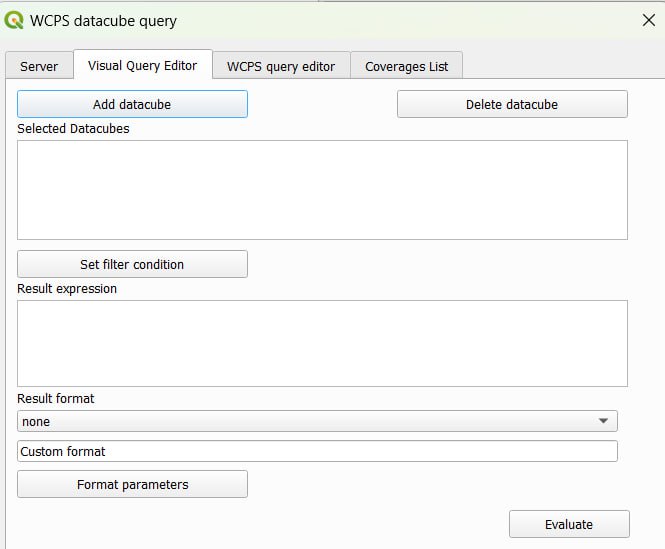 WCPS datacube query
Server Visual Query Editor WCPS query editor Coverages List
Add datacube Delete datacube
Selected Datacubes
Set filter condition
Result expression
Result format
none
Custom format
Format parameters
Evaluate